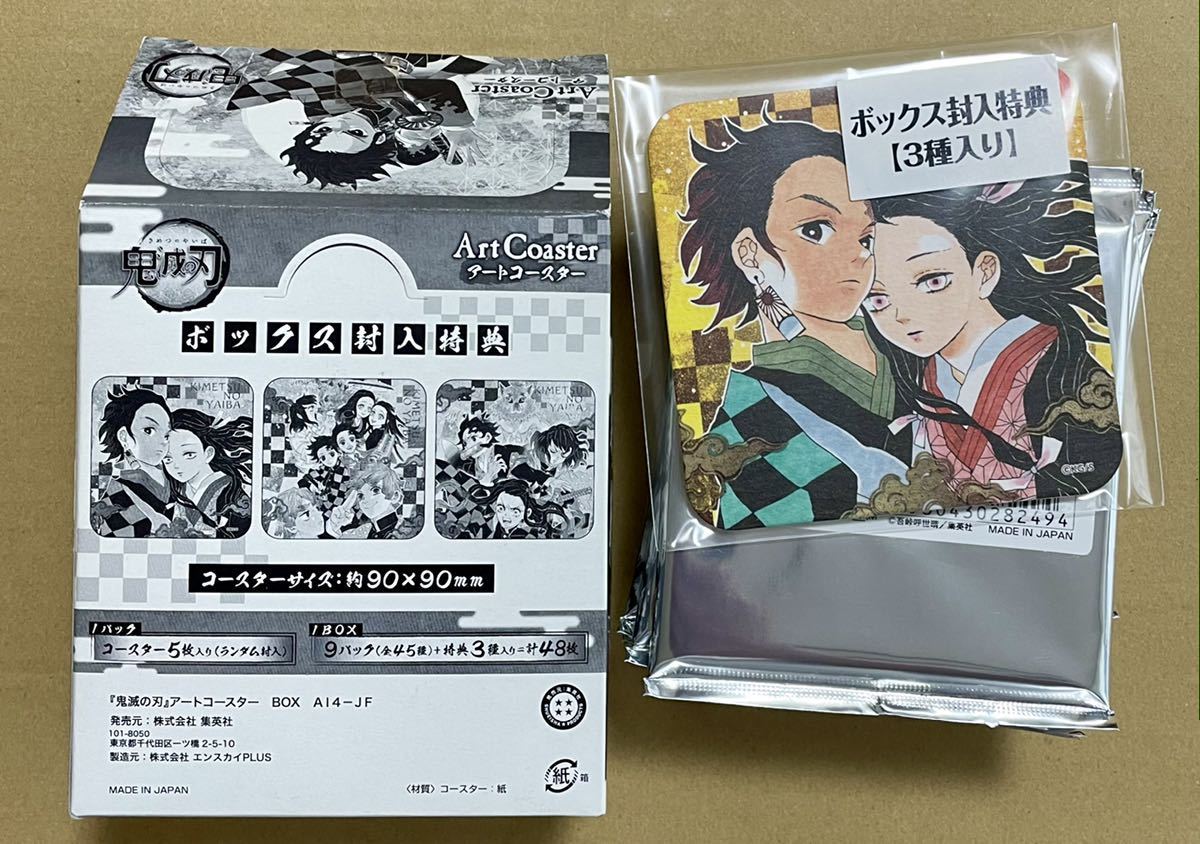 鬼滅の刃
Art Coaster
アートコースター
きめつのやいば
鬼滅の刃
Art Coaster
アートコースター
ボックス封入特典
KIMETSU
NO
YAIBA
KIMETSU
NO
コースターサイズ:約90×90mm
1パック
コースター5枚入り(ランダム封入)
1BOX
9パック(全45種)+特典3種入り=計48枚
『鬼滅の刃』アートコースター BOX A14-JF
発売元:株式会社 集英社
101-8050
東京都千代田区一ツ橋 2-5-10
製造元:株式会社 エンスカイPLUS
MADE IN JAPAN
〈材質〉コースター:紙
紙 箱
ボックス封入特典
【3種入り】
©KG/S
0430282494
©吾峠呼世晴/集英社 MADE IN JAPAN